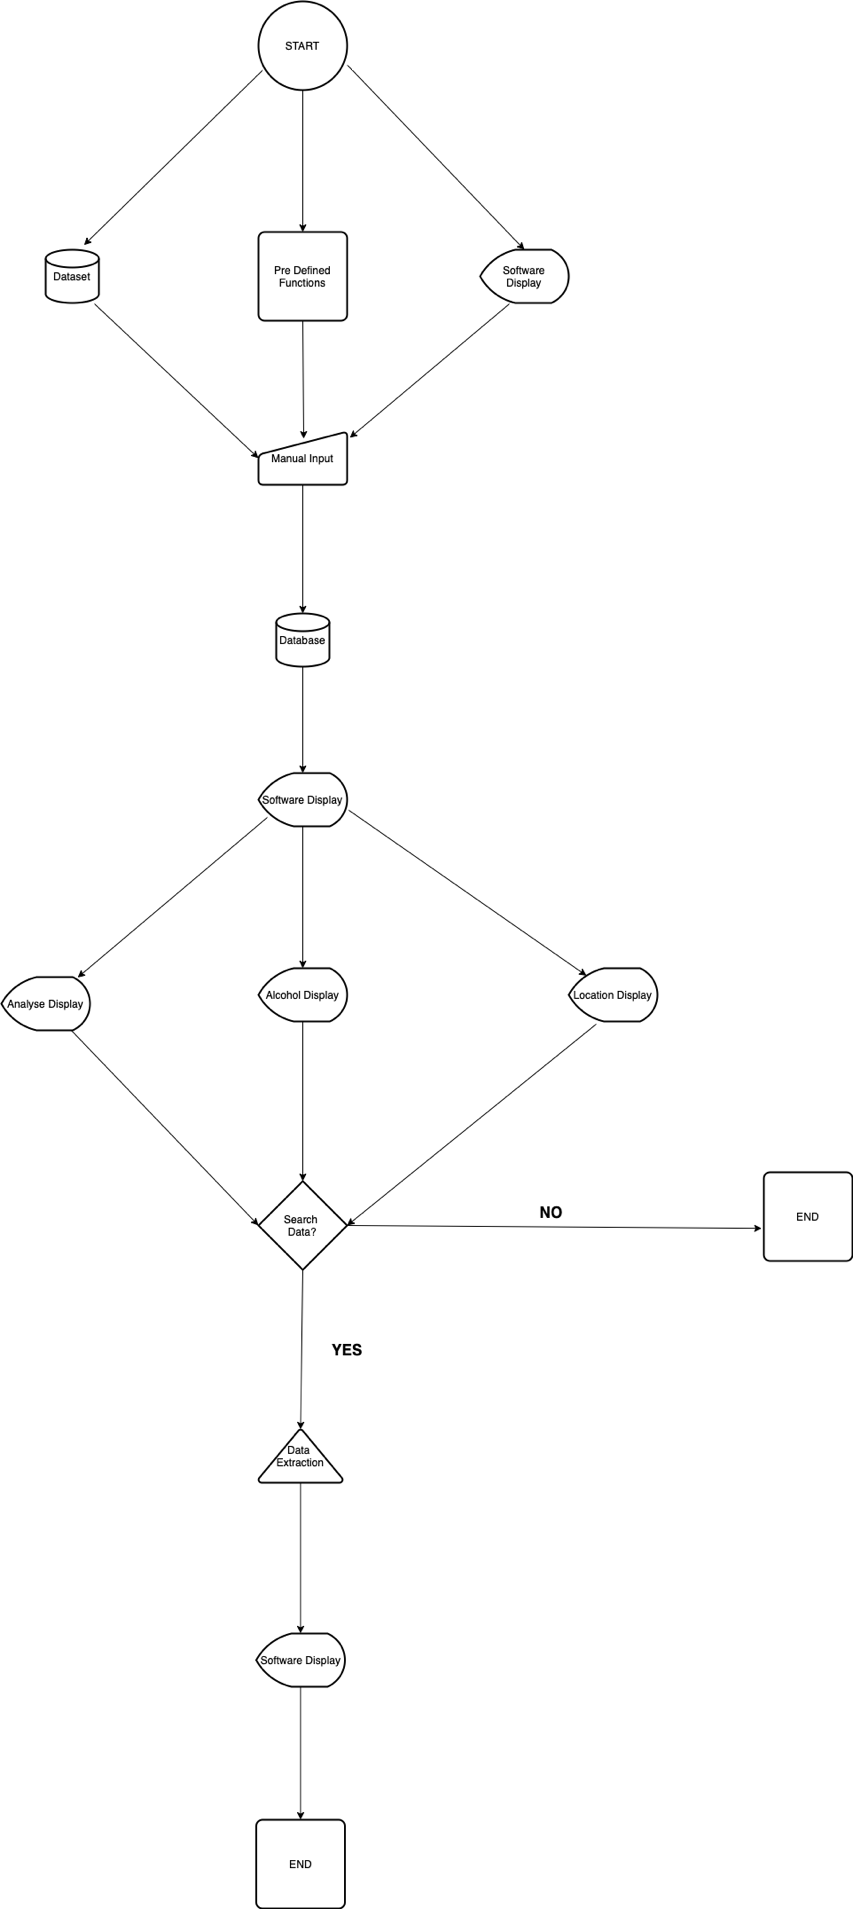 START
Dataset
Pre Defined
Functions
Software
Display
Manual Input
Database
Software Display
Analyse Display
Alcohol Display
Location Display
Search
Data?
NO
END
YES
Data
Extraction
Software Display
END